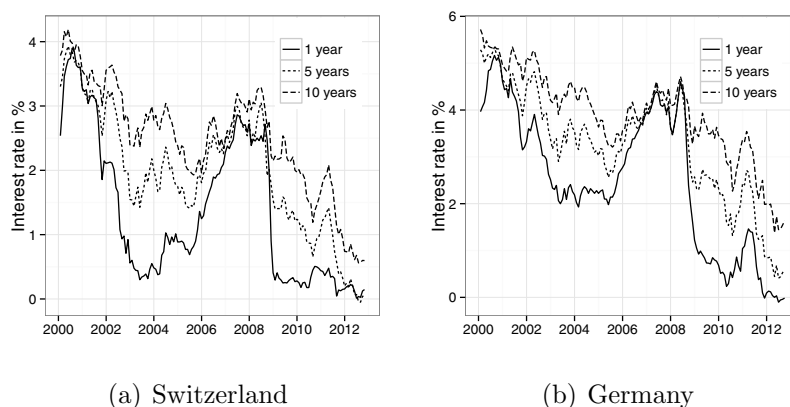 Interest rate in %
4
3
2
1
0
2000 2002 2004 2006 2008 2010 2012
1 year
5 years
10 years
(a) Switzerland
Interest rate in %
6
4
2
0
2000 2002 2004 2006 2008 2010 2012
1 year
5 years
10 years
(b) Germany